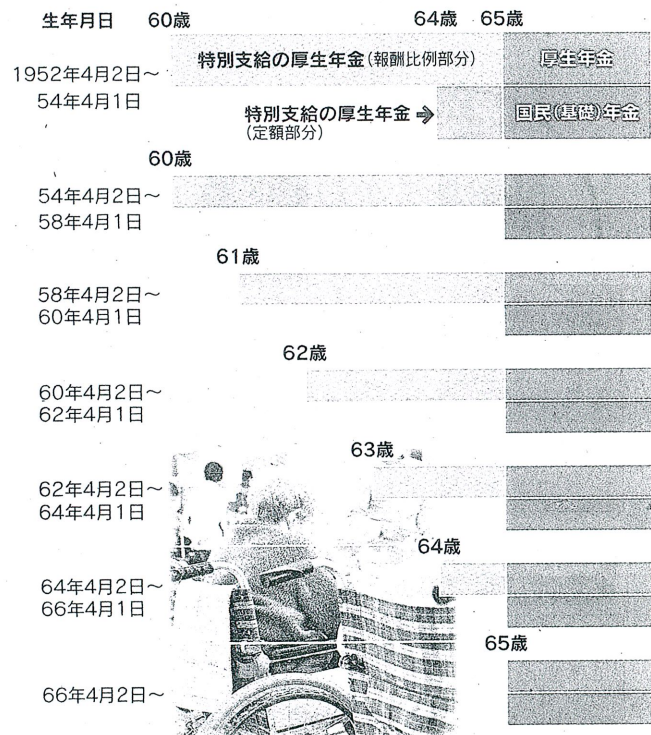 生年月日 60歳 64歳 65歳
1952年4月2日～
54年4月1日
特別支給の厚生年金(報酬比例部分) 厚生年金
特別支給の厚生年金➡
(定額部分)
国民(基礎)年金
60歳
54年4月2日～
58年4月1日
61歳
58年4月2日～
60年4月1日
62歳
60年4月2日～
62年4月1日
63歳
62年4月2日～
64年4月1日
64歳
64年4月2日～
66年4月1日
65歳
66年4月2日～